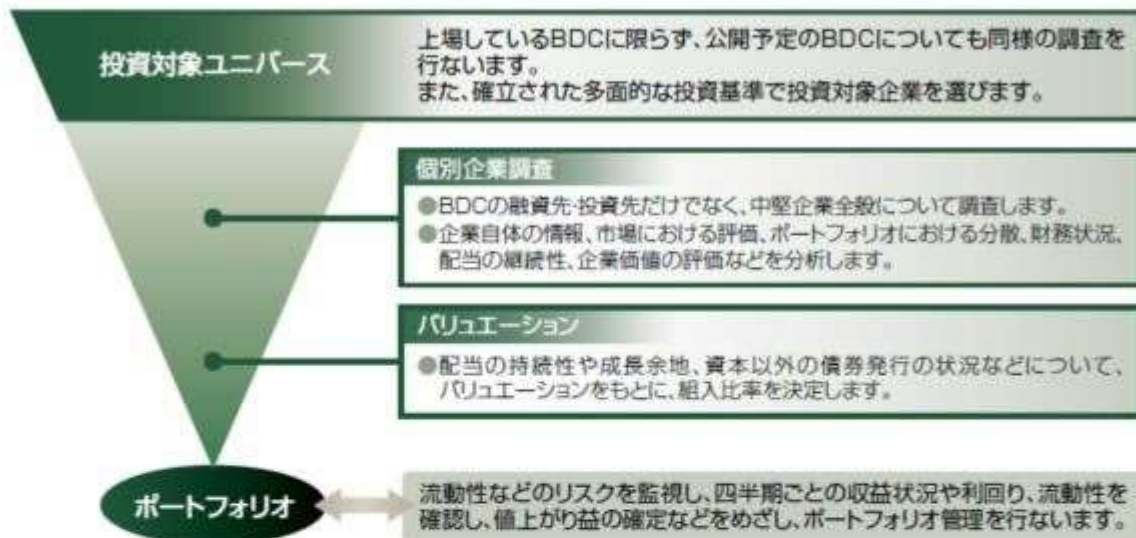 投資対象ユニバース
上場しているBDCに限らず、公開予定のBDCについても同様の調査を
行ないます。
また、確立された多面的な投資基準で投資対象企業を選びます。
個別企業調査
●BDCの融資先・投資先だけでなく、中堅企業全般について調査します。
●企業自体の情報、市場における評価、ポートフォリオにおける分散、財務状況、
配当の継続性、企業価値の評価などを分析します。
バリュエーション
●配当の持続性や成長余地、資本以外の債券発行の状況などについて、
バリュエーションをもとに、組入比率を決定します。
ポートフォリオ
流動性などのリスクを監視し、四半期ごとの収益状況や利回り、流動性を
確認し、値上がり益の確定などをめざし、ポートフォリオ管理を行ないます。